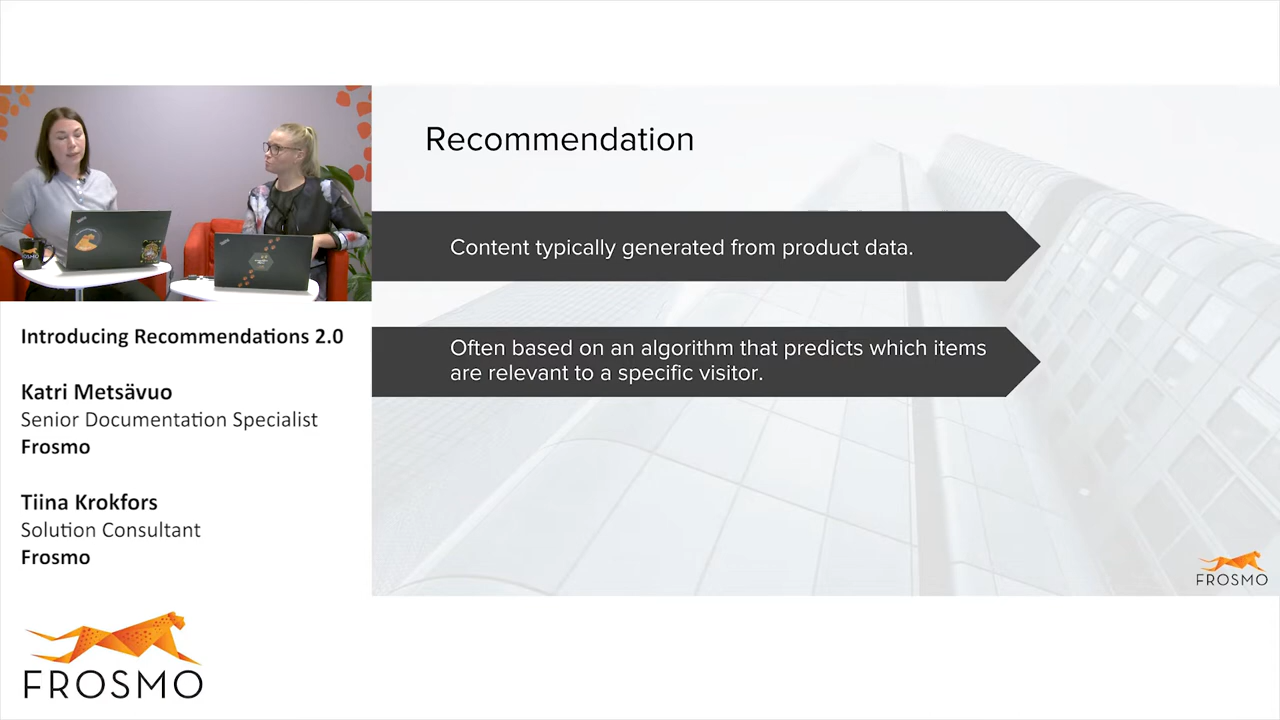 Recommendation
Content typically generated from product data.
Often based on an algorithm that predicts which items
are relevant to a specific visitor.
FROSMO
FROSMO
Introducing Recommendations 2.0
Katri Metsävuo
Senior Documentation Specialist
Frosmo
Tiina Krokfors
Solution Consultant
Frosmo
FROSMO